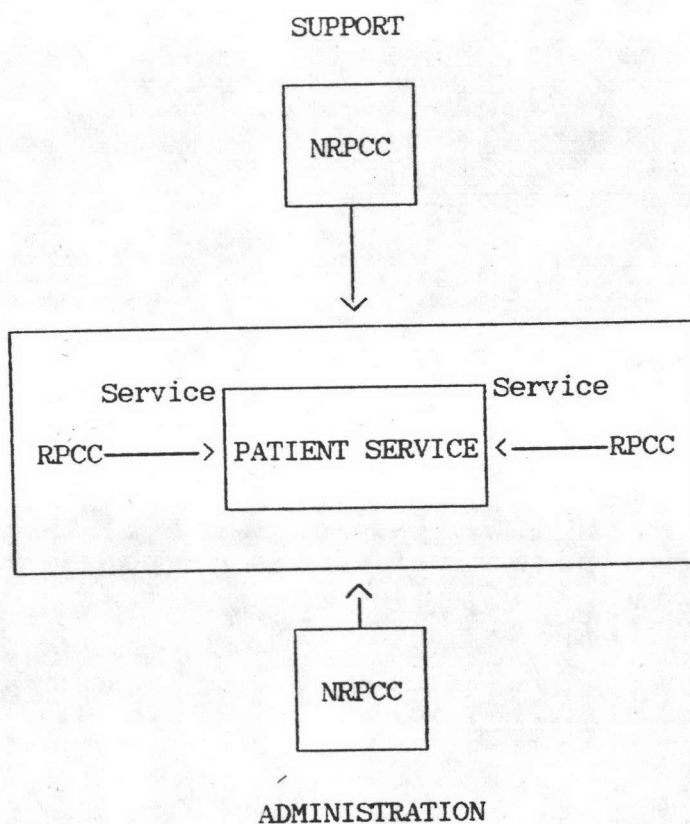 SUPPORT
NRPCC
Service Service
RPCC PATIENT SERVICE RPCC
NRPCC
ADMINISTRATION